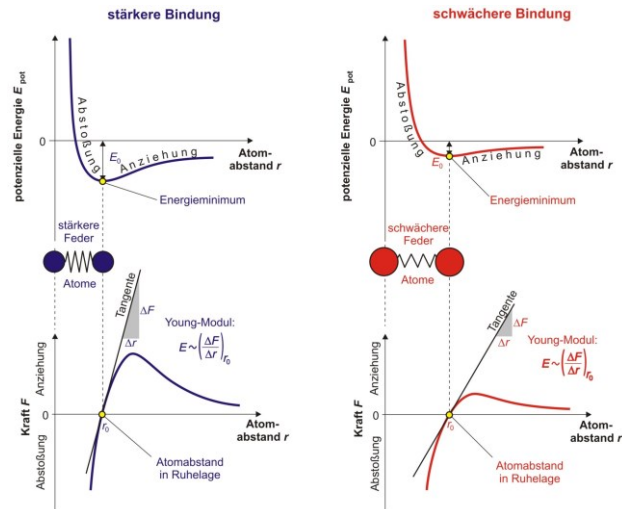 stärkere Bindung
potenzielle Energie E pot
0
Abstoßung
E0
Anziehung
Atom-
abstand r
Energieminimum
stärkere
Feder
Atome
Tangente
ΔF
Δr
Young-Modul:
E~(ΔF/Δr)r0
Kraft F
Anziehung
0
Abstoßung
r0
Atom-
abstand r
Atomabstand
in Ruhelage
schwächere Bindung
potenzielle Energie E pot
0
Abstoßung
E0
Anziehung
Atom-
abstand r
Energieminimum
schwächere
Feder
Atome
Tangente
ΔF
Δr
Young-Modul:
E~(ΔF/Δr)r0
Kraft F
Anziehung
0
Abstoßung
r0
Atom-
abstand r
Atomabstand
in Ruhelage